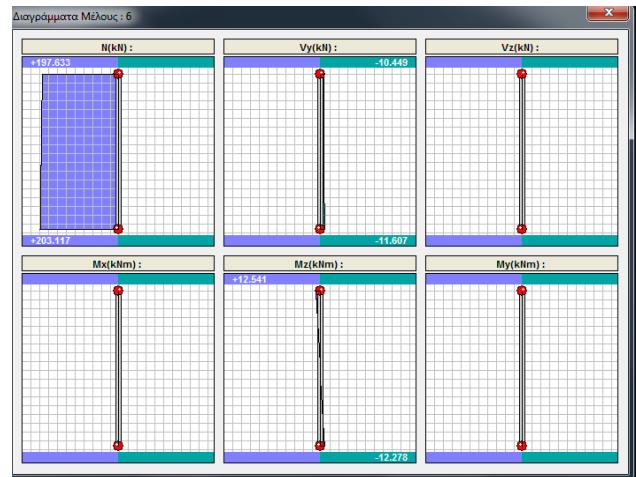 Διαγράμματα Μέλους : 6
N(kN) :
Vy(kN) :
Vz(kN) :
+197.633
-10.449
+203.117
-11.607
Mx(kNm) :
Mz(kNm) :
My(kNm) :
+12.541
-12.278